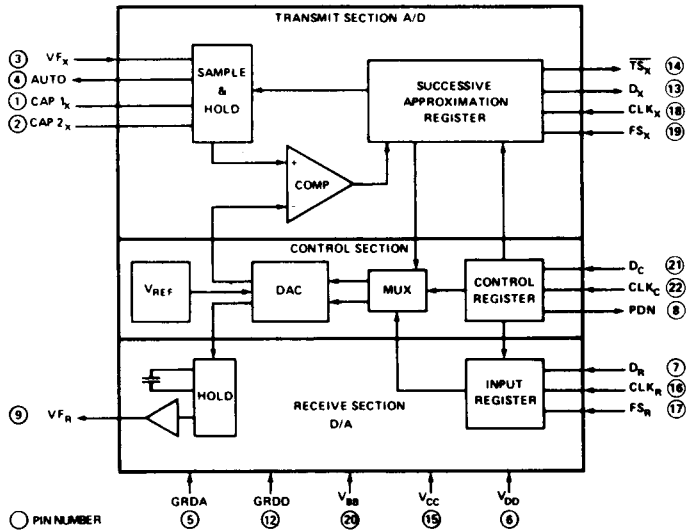 TRANSMIT SECTION A/D
③ VFX
④ AUTO
① CAP 1X
② CAP 2X
SAMPLE
&
HOLD
SUCCESSIVE
APPROXIMATION
REGISTER
TSX ⑭
DX ⑬
CLKX ⑱
FSX ⑲
+
COMP
−
CONTROL SECTION
VREF
DAC
MUX
CONTROL
REGISTER
DC ㉑
CLKC ㉒
PDN ⑧
HOLD
⑨ VFR
RECEIVE SECTION
D/A
INPUT
REGISTER
DR ⑦
CLKR ⑯
FSR ⑰
GRDA
⑤
GRDD
⑫
VBB
⑳
VCC
⑮
VDD
⑥
○ PIN NUMBER